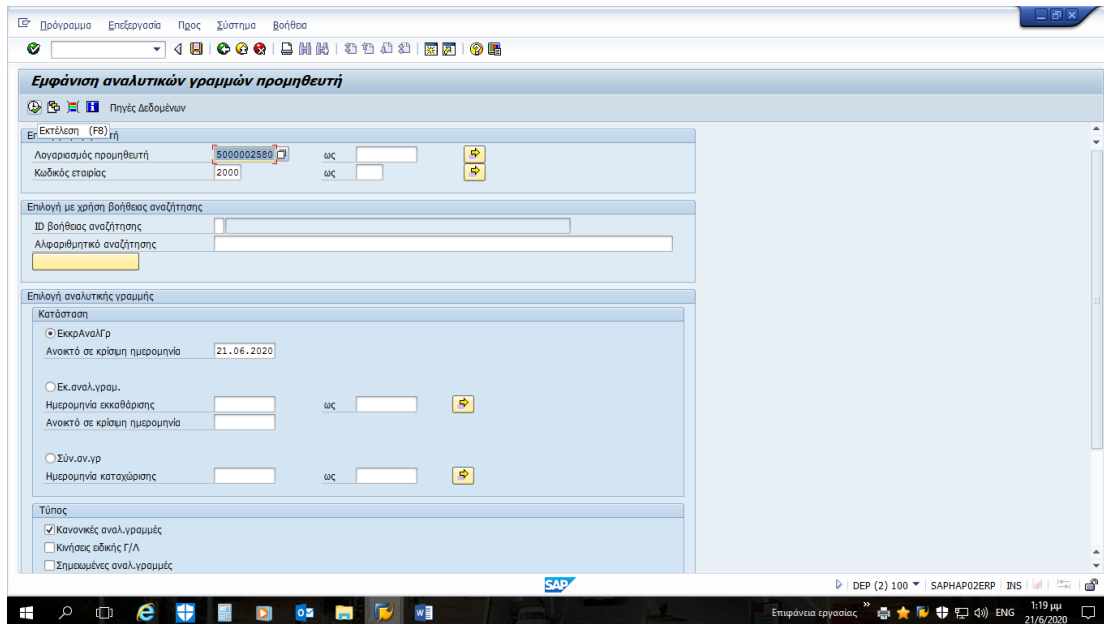 Πρόγραμμα Επεξεργασία Προς Σύστημα Βοήθεια
Εμφάνιση αναλυτικών γραμμών προμηθευτή
Πηγές Δεδομένων
Εκτέλεση (F8)
Λογαριασμός προμηθευτή 5000002580 ως
Κωδικός εταιρίας 2000 ως
Επιλογή με χρήση βοήθειας αναζήτησης
ID βοήθειας αναζήτησης
Αλφαριθμητικό αναζήτησης
Επιλογή αναλυτικής γραμμής
Κατάσταση
ΕκκρΑναλΓρ
Ανοικτό σε κρίσιμη ημερομηνία 21.06.2020
Εκ.αναλ.γραμ.
Ημερομηνία εκκαθάρισης ως
Ανοικτό σε κρίσιμη ημερομηνία
Σύν.αν.γρ
Ημερομηνία καταχώρισης ως
Τύπος
Κανονικές αναλ.γραμμές
Κινήσεις ειδικής Γ/Λ
Σημειωμένες αναλ.γραμμές
SAP DEP (2) 100 SAPHAP02ERP INS
Επιφάνεια εργασίας ENG 1:19 μμ
21/6/2020